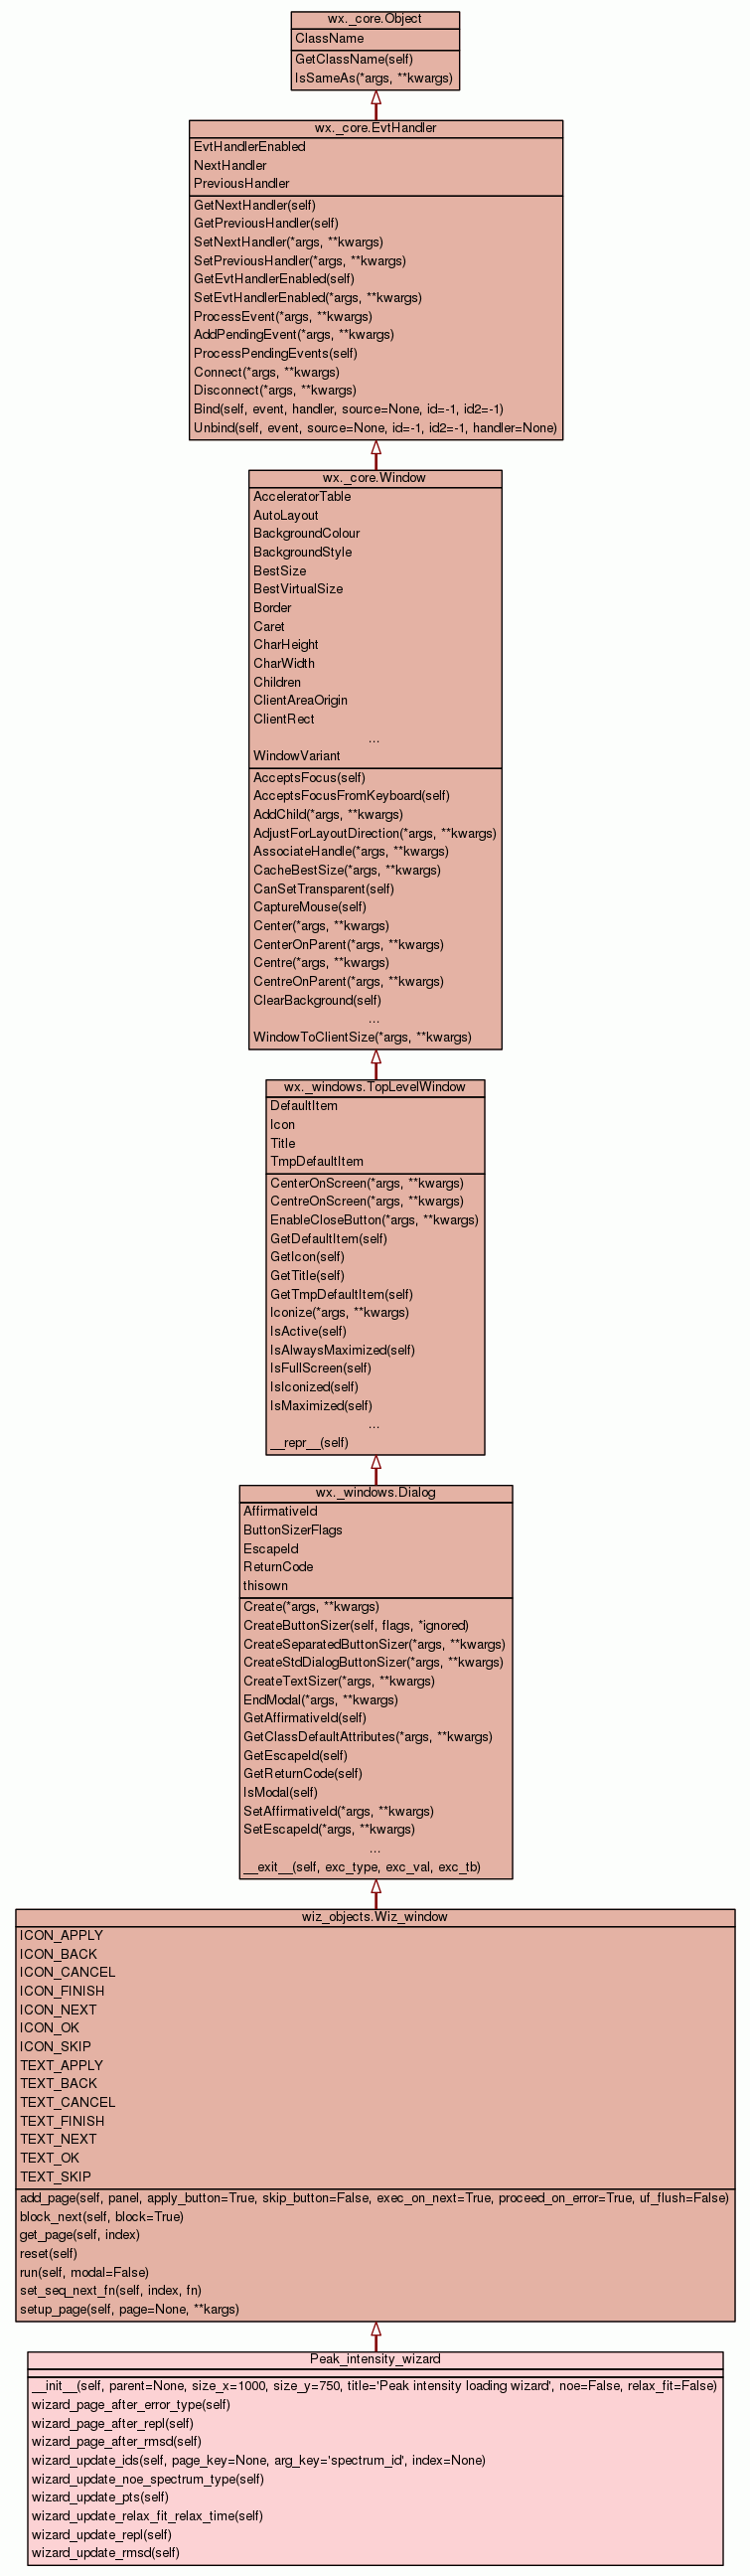 wx._core.Object
ClassName
GetClassName(self)
IsSameAs(*args, **kwargs)
wx._core.EvtHandler
EvtHandlerEnabled
NextHandler
PreviousHandler
GetNextHandler(self)
GetPreviousHandler(self)
SetNextHandler(*args, **kwargs)
SetPreviousHandler(*args, **kwargs)
GetEvtHandlerEnabled(self)
SetEvtHandlerEnabled(*args, **kwargs)
ProcessEvent(*args, **kwargs)
AddPendingEvent(*args, **kwargs)
ProcessPendingEvents(self)
Connect(*args, **kwargs)
Disconnect(*args, **kwargs)
Bind(self, event, handler, source=None, id=-1, id2=-1)
Unbind(self, event, source=None, id=-1, id2=-1, handler=None)
wx._core.Window
AcceleratorTable
AutoLayout
BackgroundColour
BackgroundStyle
BestSize
BestVirtualSize
Border
Caret
CharHeight
CharWidth
Children
ClientAreaOrigin
ClientRect
...
WindowVariant
AcceptsFocus(self)
AcceptsFocusFromKeyboard(self)
AddChild(*args, **kwargs)
AdjustForLayoutDirection(*args, **kwargs)
AssociateHandle(*args, **kwargs)
CacheBestSize(*args, **kwargs)
CanSetTransparent(self)
CaptureMouse(self)
Center(*args, **kwargs)
CenterOnParent(*args, **kwargs)
Centre(*args, **kwargs)
CentreOnParent(*args, **kwargs)
ClearBackground(self)
...
WindowToClientSize(*args, **kwargs)
wx._windows.TopLevelWindow
DefaultItem
Icon
Title
TmpDefaultItem
CenterOnScreen(*args, **kwargs)
CentreOnScreen(*args, **kwargs)
EnableCloseButton(*args, **kwargs)
GetDefaultItem(self)
GetIcon(self)
GetTitle(self)
GetTmpDefaultItem(self)
Iconize(*args, **kwargs)
IsActive(self)
IsAlwaysMaximized(self)
IsFullScreen(self)
IsIconized(self)
IsMaximized(self)
...
__repr__(self)
wx._windows.Dialog
AffirmativeId
ButtonSizerFlags
EscapeId
ReturnCode
thisown
Create(*args, **kwargs)
CreateButtonSizer(self, flags, *ignored)
CreateSeparatedButtonSizer(*args, **kwargs)
CreateStdDialogButtonSizer(*args, **kwargs)
CreateTextSizer(*args, **kwargs)
EndModal(*args, **kwargs)
GetAffirmativeId(self)
GetClassDefaultAttributes(*args, **kwargs)
GetEscapeId(self)
GetReturnCode(self)
IsModal(self)
SetAffirmativeId(*args, **kwargs)
SetEscapeId(*args, **kwargs)
...
__exit__(self, exc_type, exc_val, exc_tb)
wiz_objects.Wiz_window
ICON_APPLY
ICON_BACK
ICON_CANCEL
ICON_FINISH
ICON_NEXT
ICON_OK
ICON_SKIP
TEXT_APPLY
TEXT_BACK
TEXT_CANCEL
TEXT_FINISH
TEXT_NEXT
TEXT_OK
TEXT_SKIP
add_page(self, panel, apply_button=True, skip_button=False, exec_on_next=True, proceed_on_error=True, uf_flush=False)
block_next(self, block=True)
get_page(self, index)
reset(self)
run(self, modal=False)
set_seq_next_fn(self, index, fn)
setup_page(self, page=None, **kargs)
Peak_intensity_wizard
__init__(self, parent=None, size_x=1000, size_y=750, title='Peak intensity loading wizard', noe=False, relax_fit=False)
wizard_page_after_error_type(self)
wizard_page_after_repl(self)
wizard_page_after_rmsd(self)
wizard_update_ids(self, page_key=None, arg_key='spectrum_id', index=None)
wizard_update_noe_spectrum_type(self)
wizard_update_pts(self)
wizard_update_relax_fit_relax_time(self)
wizard_update_repl(self)
wizard_update_rmsd(self)